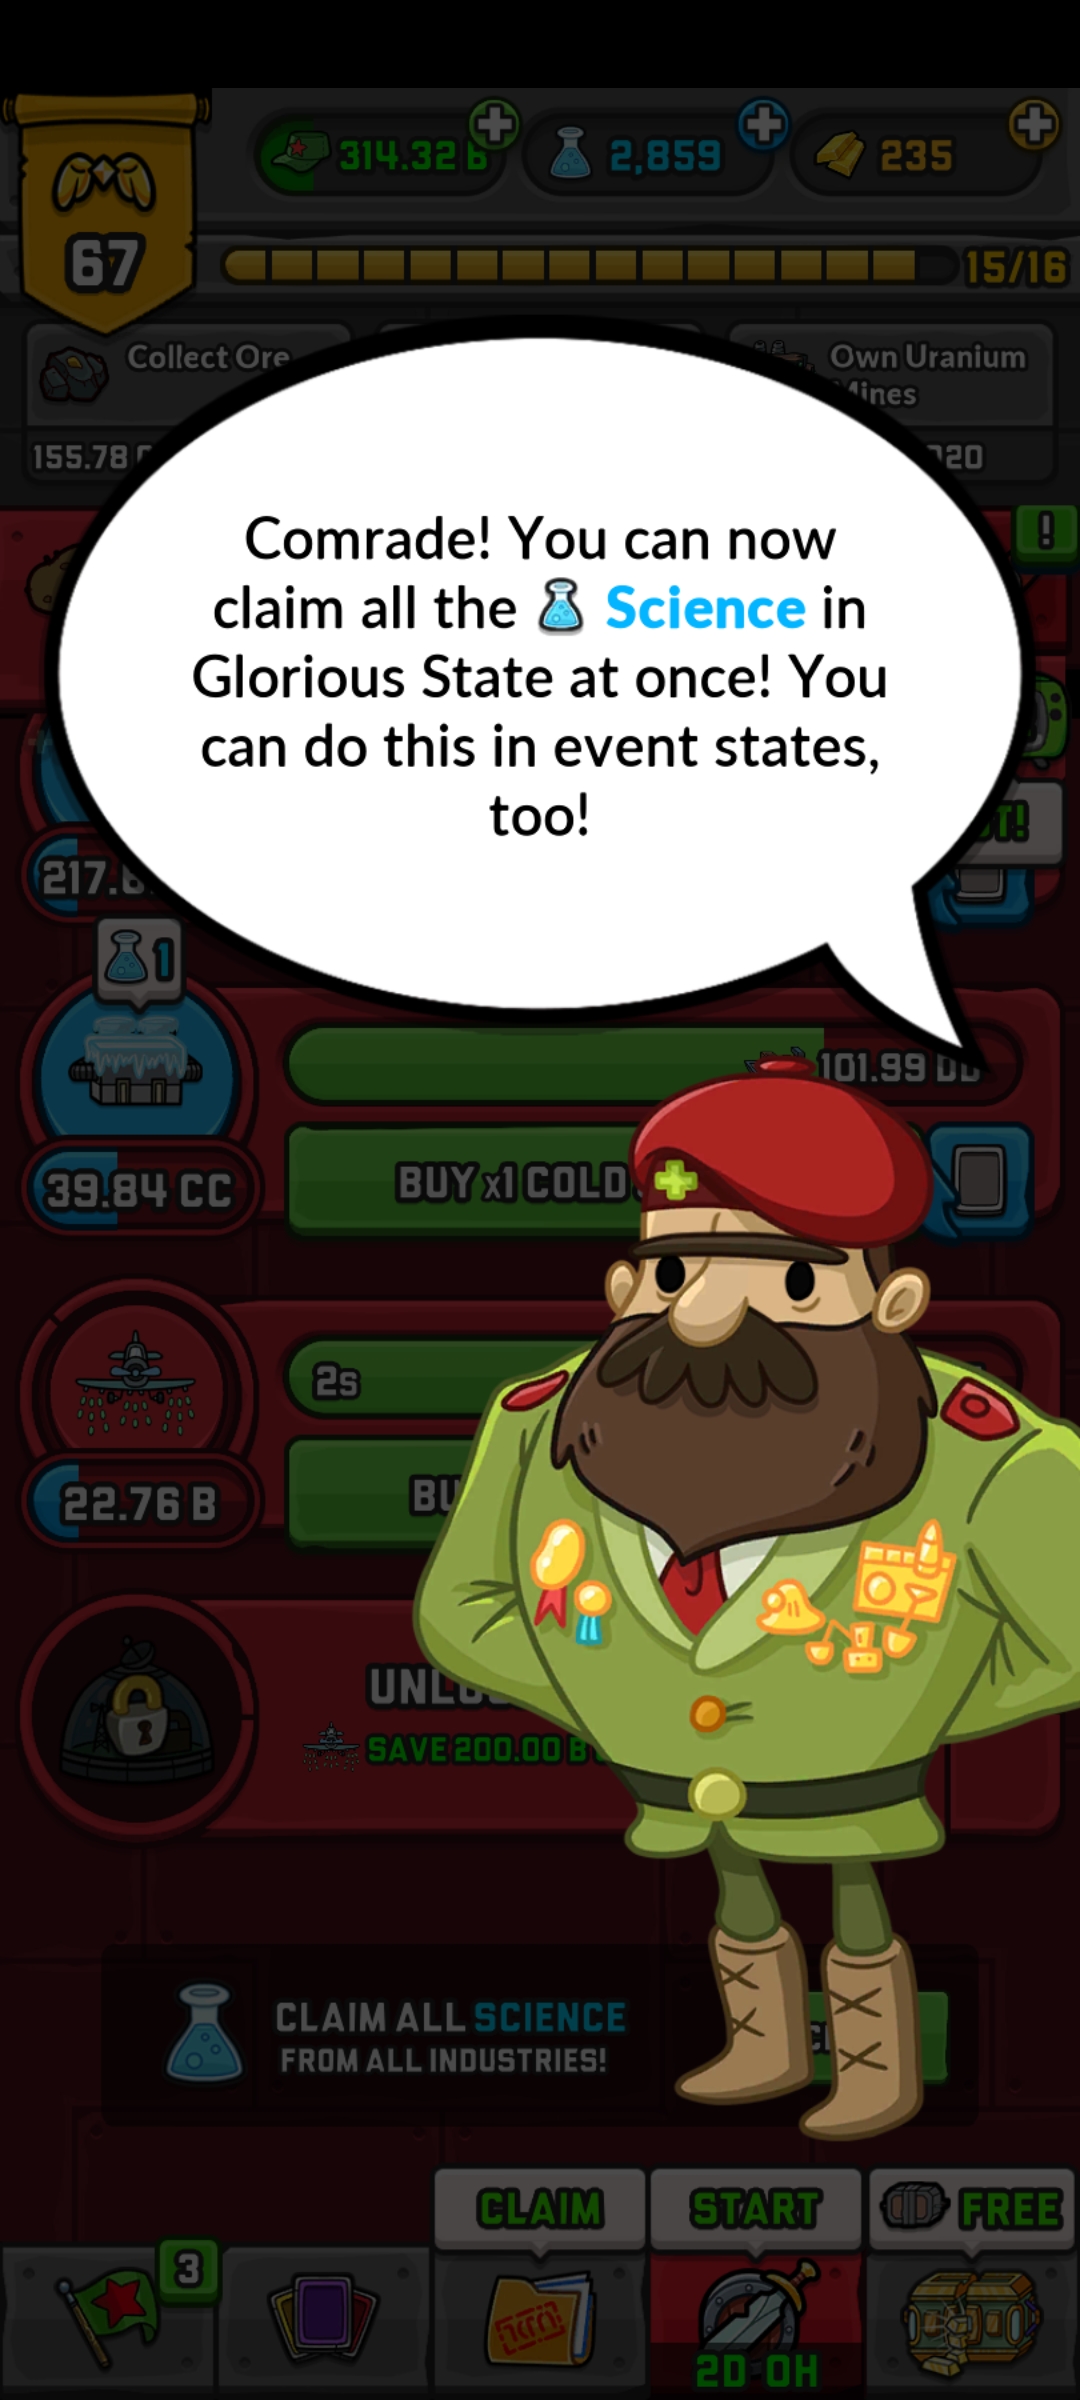 314.32 B
2,859
235
67
15/16
Collect Ore
Own Uranium
Mines
155.78
Comrade! You can now
claim all the Science in
Glorious State at once! You
can do this in event states,
too!
!
217.6
1
101.99 DD
39.84 CC
BUY x1 COLD
2s
22.76 B
SAVE 200.00 B
CLAIM ALL SCIENCE
FROM ALL INDUSTRIES!
CLAIM
START
FREE
3
2D 0H